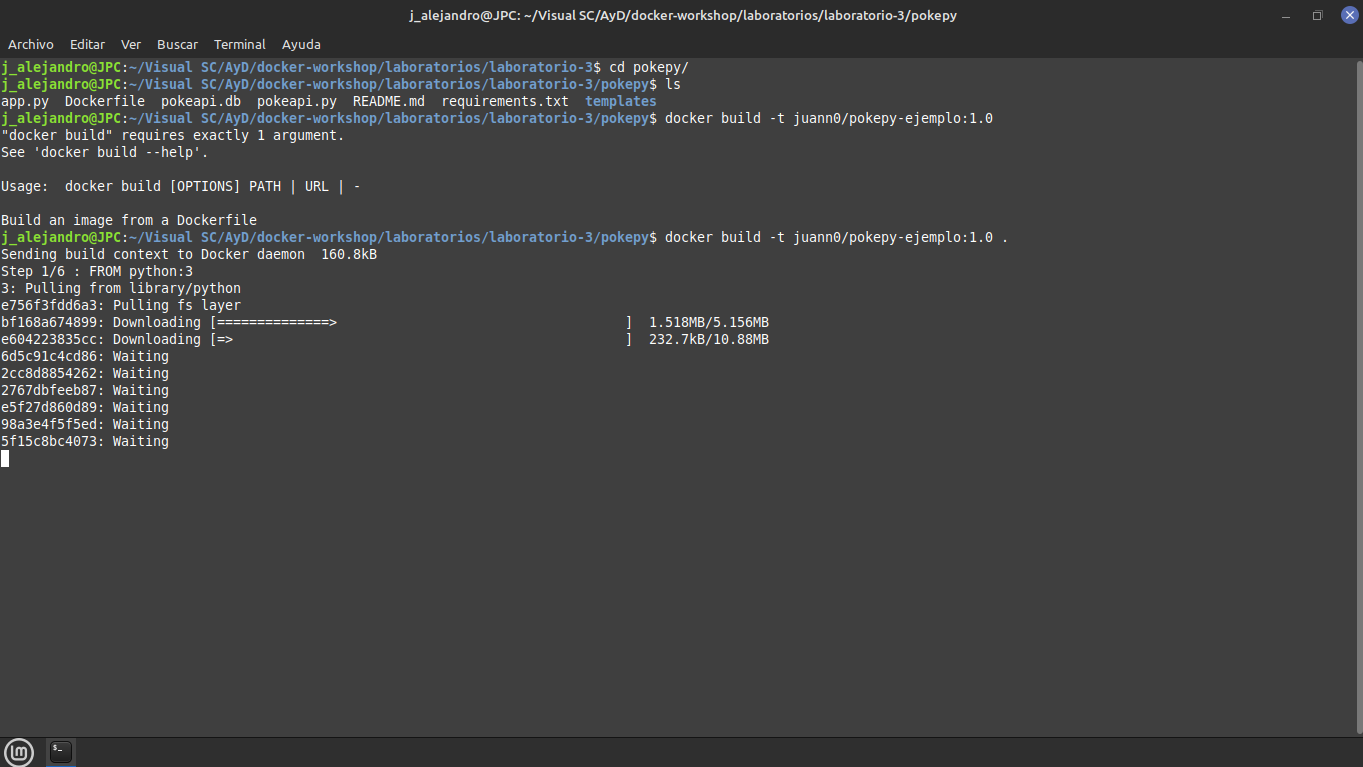 j_alejandro@JPC: ~/Visual SC/AyD/docker-workshop/laboratorios/laboratorio-3/pokepy
Archivo Editar Ver Buscar Terminal Ayuda
j_alejandro@JPC:~/Visual SC/AyD/docker-workshop/laboratorios/laboratorio-3$ cd pokepy/
j_alejandro@JPC:~/Visual SC/AyD/docker-workshop/laboratorios/laboratorio-3/pokepy$ ls
app.py  Dockerfile  pokeapi.db  pokeapi.py  README.md  requirements.txt  templates
j_alejandro@JPC:~/Visual SC/AyD/docker-workshop/laboratorios/laboratorio-3/pokepy$ docker build -t juann0/pokepy-ejemplo:1.0
"docker build" requires exactly 1 argument.
See 'docker build --help'.
Usage:  docker build [OPTIONS] PATH | URL | -
Build an image from a Dockerfile
j_alejandro@JPC:~/Visual SC/AyD/docker-workshop/laboratorios/laboratorio-3/pokepy$ docker build -t juann0/pokepy-ejemplo:1.0 .
Sending build context to Docker daemon  160.8kB
Step 1/6 : FROM python:3
3: Pulling from library/python
e756f3fdd6a3: Pulling fs layer
bf168a674899: Downloading [==============>                                    ]  1.518MB/5.156MB
e604223835cc: Downloading [=>                                                 ]  232.7kB/10.88MB
6d5c91c4cd86: Waiting
2cc8d8854262: Waiting
2767dbfeeb87: Waiting
e5f27d860d89: Waiting
98a3e4f5f5ed: Waiting
5f15c8bc4073: Waiting
$_